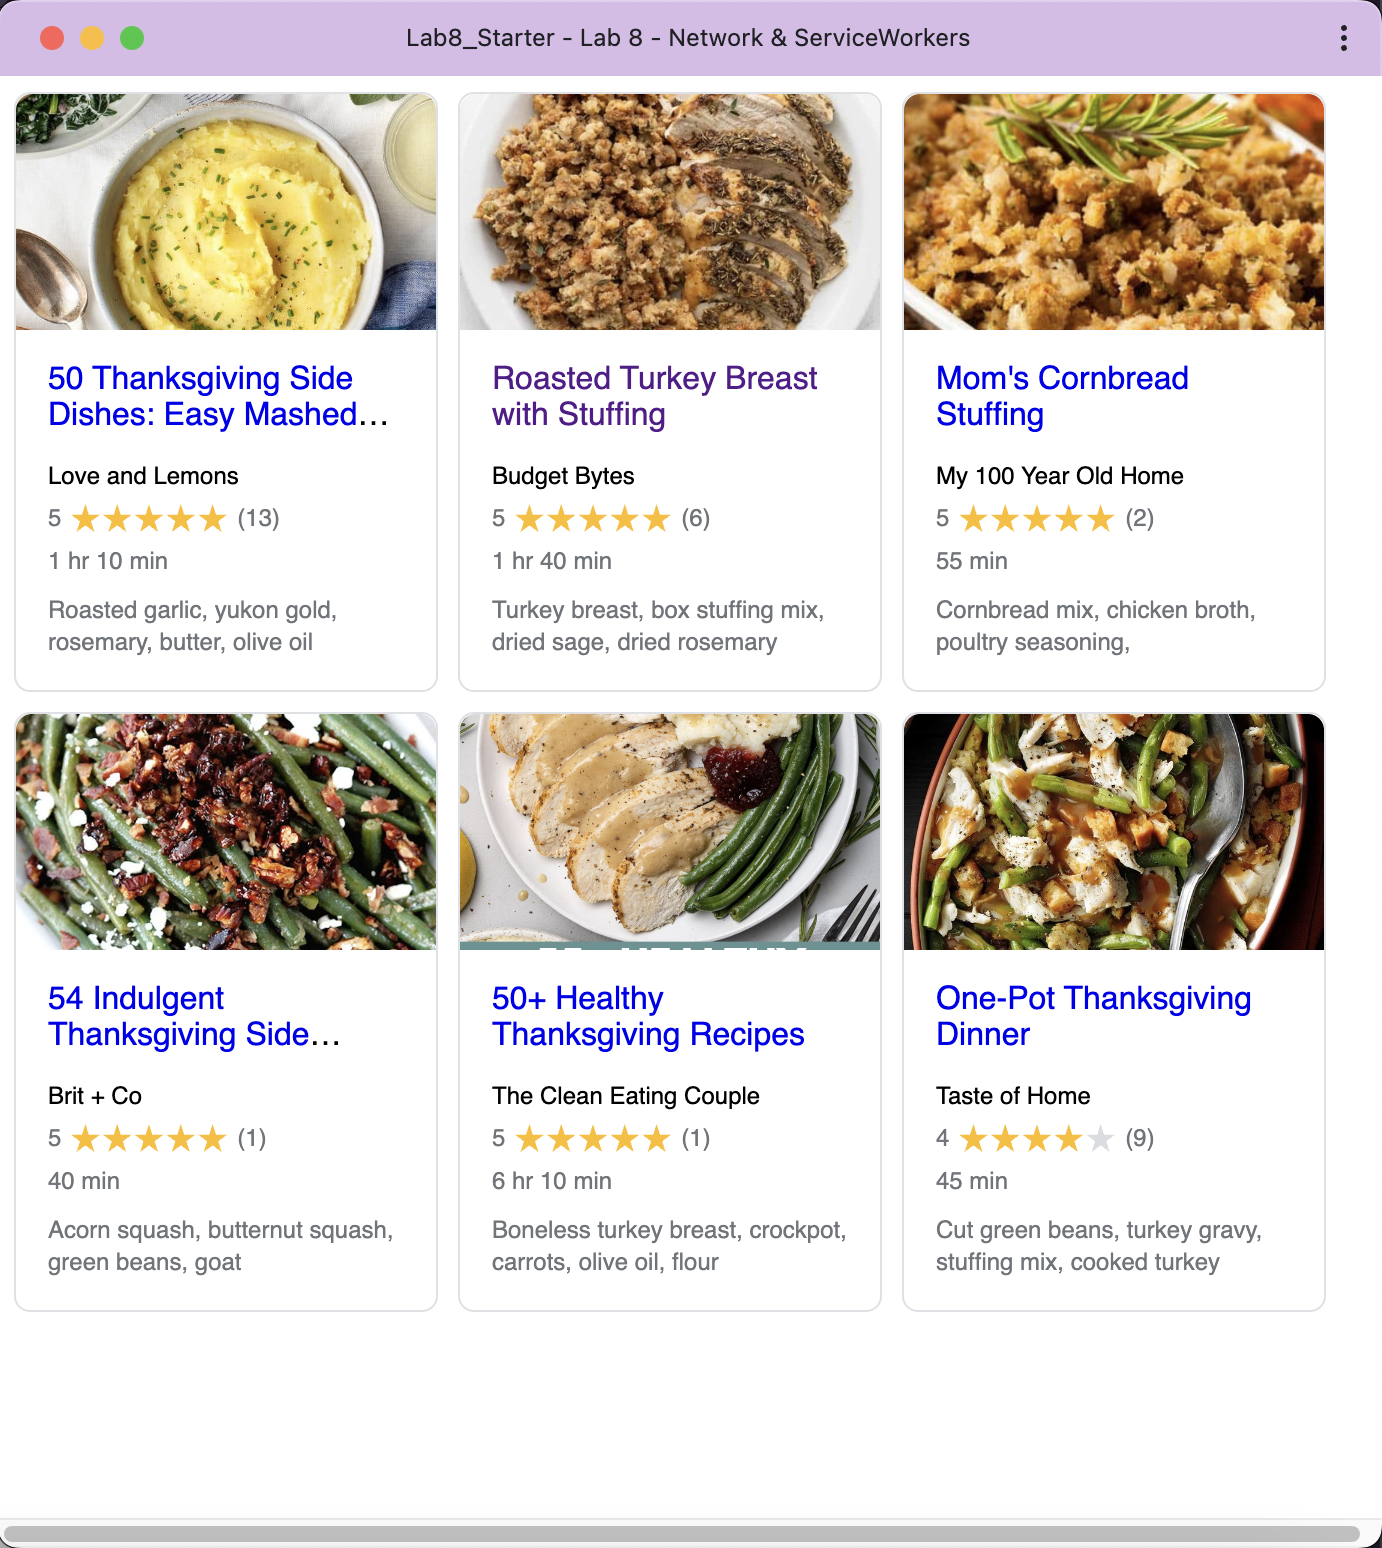 Lab8_Starter - Lab 8 - Network & ServiceWorkers
50 Thanksgiving Side
Dishes: Easy Mashed…
Love and Lemons
5 ★★★★★ (13)
1 hr 10 min
Roasted garlic, yukon gold,
rosemary, butter, olive oil
Roasted Turkey Breast
with Stuffing
Budget Bytes
5 ★★★★★ (6)
1 hr 40 min
Turkey breast, box stuffing mix,
dried sage, dried rosemary
Mom's Cornbread
Stuffing
My 100 Year Old Home
5 ★★★★★ (2)
55 min
Cornbread mix, chicken broth,
poultry seasoning,
54 Indulgent
Thanksgiving Side…
Brit + Co
5 ★★★★★ (1)
40 min
Acorn squash, butternut squash,
green beans, goat
50+ Healthy
Thanksgiving Recipes
The Clean Eating Couple
5 ★★★★★ (1)
6 hr 10 min
Boneless turkey breast, crockpot,
carrots, olive oil, flour
One-Pot Thanksgiving
Dinner
Taste of Home
4 ★★★★★ (9)
45 min
Cut green beans, turkey gravy,
stuffing mix, cooked turkey